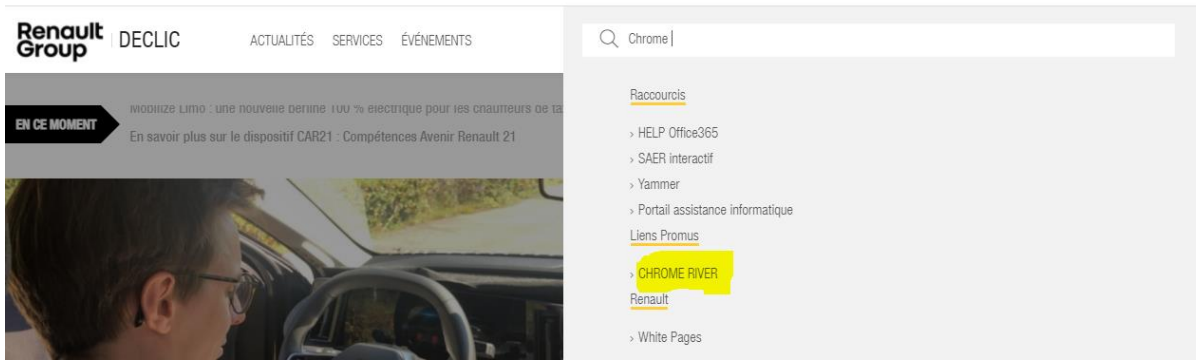 Renault
Group
DECLIC
ACTUALITÉS SERVICES ÉVÉNEMENTS
Chrome
EN CE MOMENT
Mobilize Limo : une nouvelle berline 100 % électrique pour les chauffeurs de ta
En savoir plus sur le dispositif CAR21 : Compétences Avenir Renault 21
Raccourcis
› HELP Office365
› SAER interactif
› Yammer
› Portail assistance informatique
Liens Promus
› CHROME RIVER
Renault
› White Pages